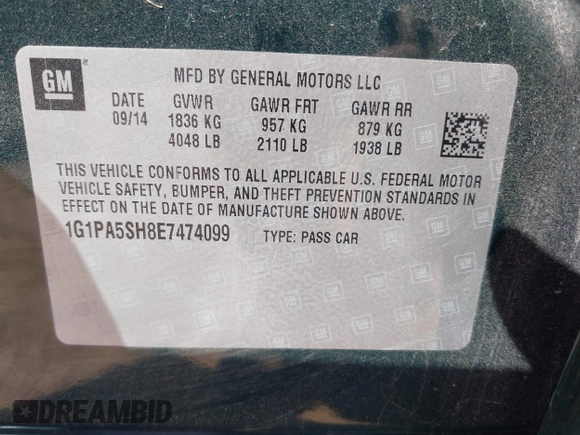 GM
MFD BY GENERAL MOTORS LLC
DATE GVWR GAWR FRT GAWR RR
09/14 1836 KG 957 KG 879 KG
4048 LB 2110 LB 1938 LB
THIS VEHICLE CONFORMS TO ALL APPLICABLE U.S. FEDERAL MOTOR
VEHICLE SAFETY, BUMPER, AND THEFT PREVENTION STANDARDS IN
EFFECT ON THE DATE OF MANUFACTURE SHOWN ABOVE.
1G1PA5SH8E7474099 TYPE: PASS CAR
DREAMBID